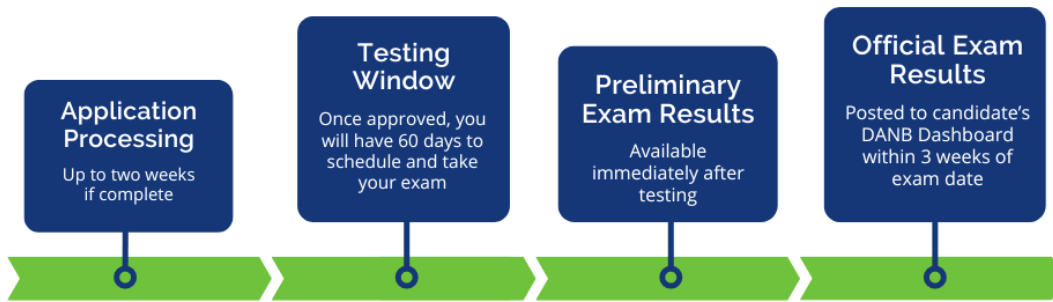 Application
Processing
Up to two weeks
if complete
Testing
Window
Once approved, you
will have 60 days to
schedule and take
your exam
Preliminary
Exam Results
Available
immediately after
testing
Official Exam
Results
Posted to candidate’s
DANB Dashboard
within 3 weeks of
exam date